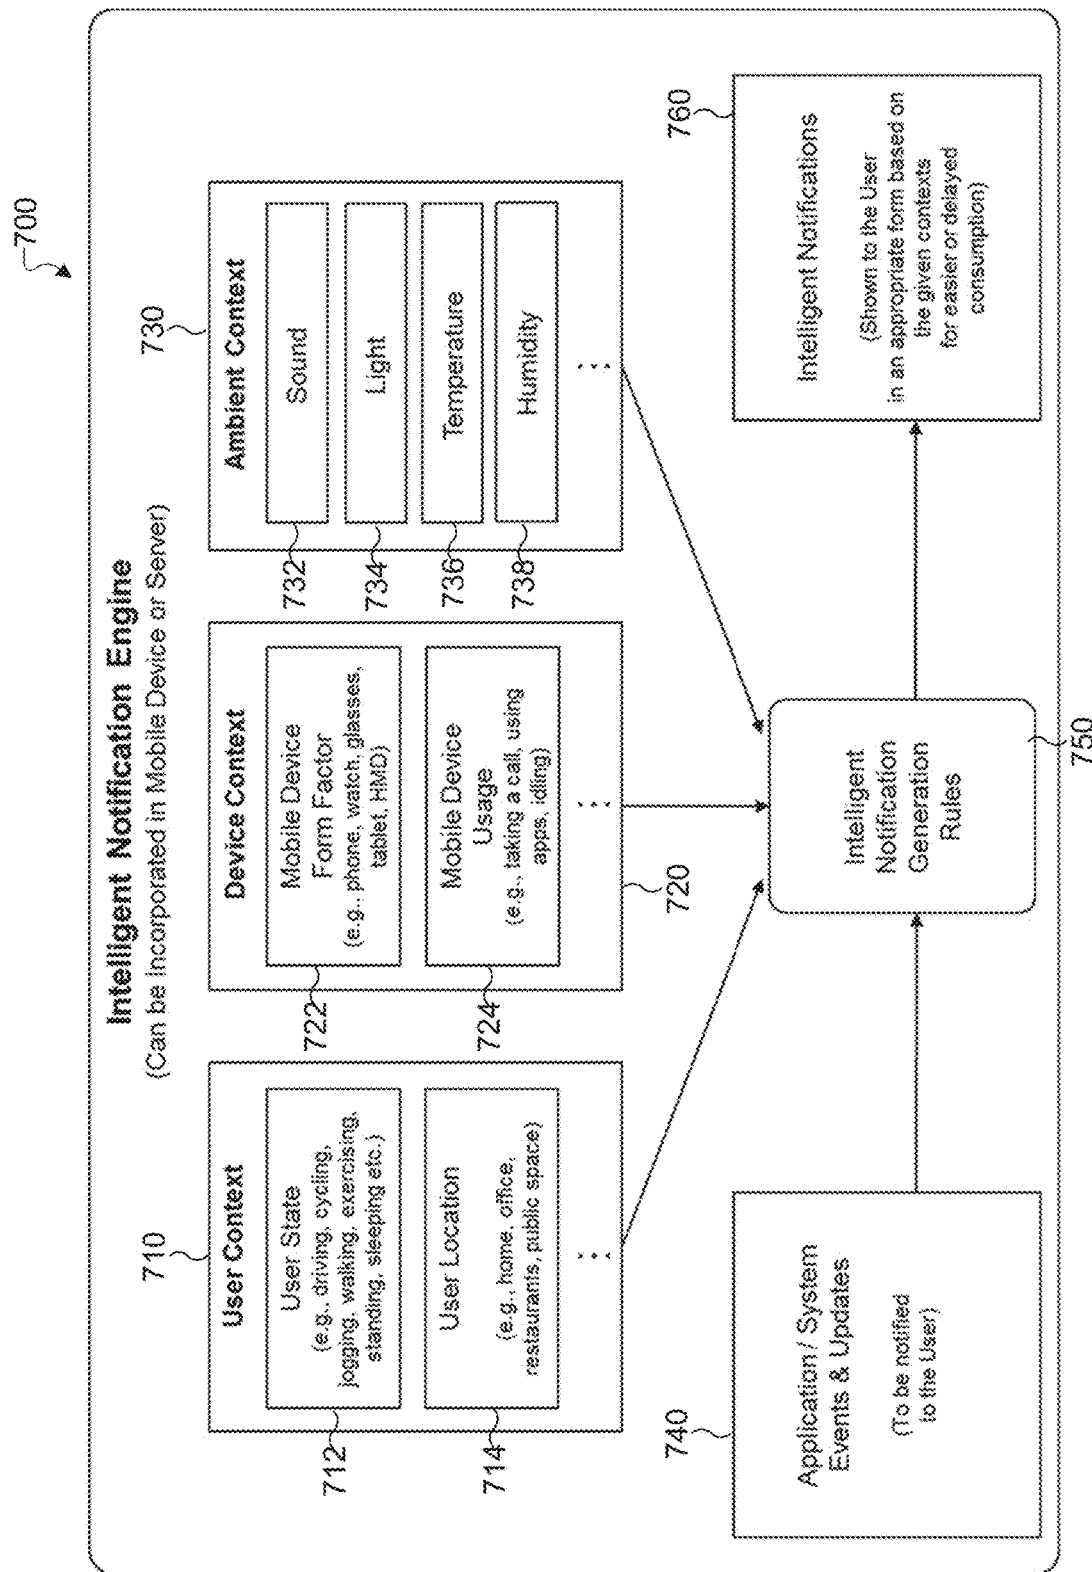 700
Intelligent Notification Engine
(Can be Incorporated in Mobile Device or Server)
710
User Context
712
User State
(e.g., driving, cycling,
jogging, walking, exercising,
standing, sleeping etc.)
714
User Location
(e.g., home, office,
restaurants, public space)
⋮
Device Context
722
Mobile Device
Form Factor
(e.g., phone, watch, glasses,
tablet, HMD)
724
Mobile Device
Usage
(e.g., taking a call, using
apps, idling)
⋮
720
730
Ambient Context
732
Sound
734
Light
736
Temperature
738
Humidity
⋮
740
Application / System
Events & Updates
(To be notified
to the User)
Intelligent
Notification
Generation
Rules
750
760
Intelligent Notifications
(Shown to the User
in an appropriate form based on
the given contexts
for easier or delayed
consumption)